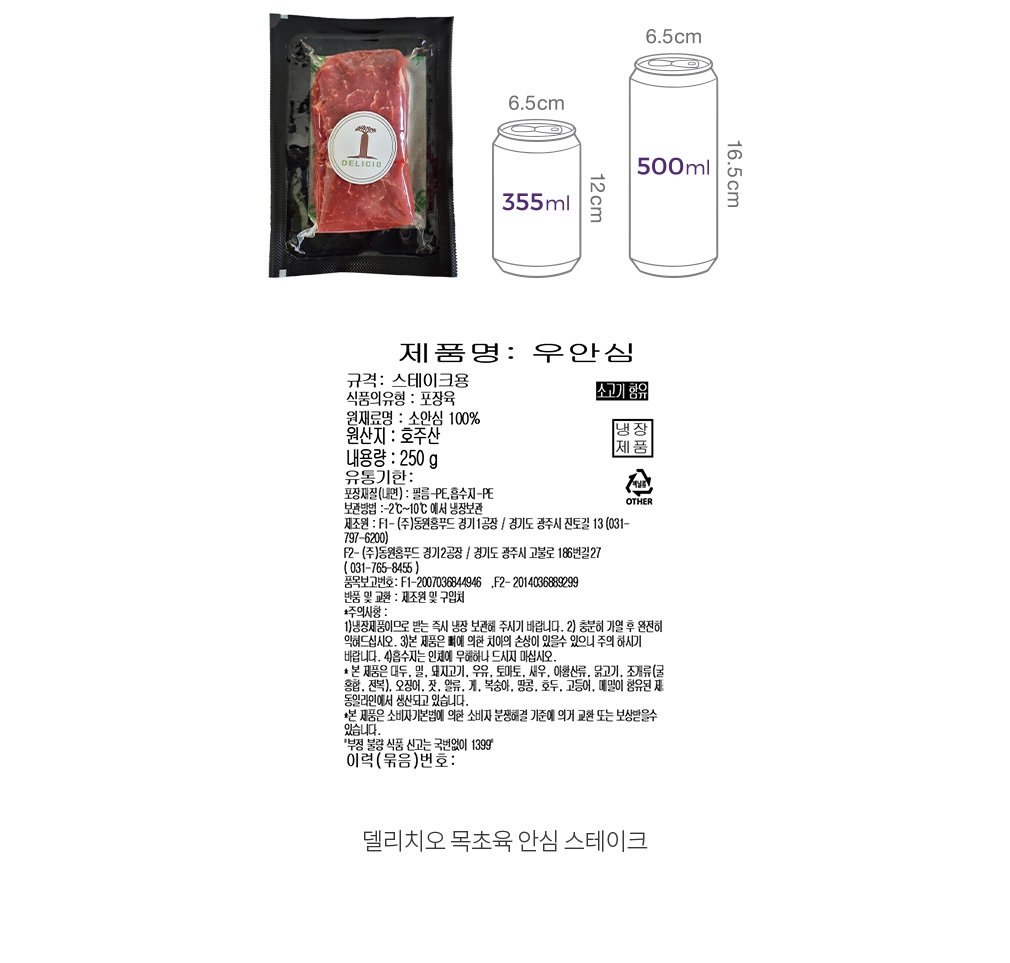 DELICIO
6.5cm
355ml
12cm
6.5cm
500ml
16.5cm
제품명: 우안심
규격: 스테이크용
소고기 함유
식품의유형 : 포장육
원재료명 : 소안심 100%
원산지 : 호주산
냉장
제품
내용량 : 250 g
유통기한:
포장재질(내면) : 필름-PE,흡수지-PE
비닐류
OTHER
보관방법 :-2℃~10℃ 에서 냉장보관
제조원 : F1- (주)동원홈푸드 경기1공장 / 경기도 광주시 진토길 13 (031-
797-6200)
F2- (주)동원홈푸드 경기2공장 / 경기도 광주시 고불로 186번길27
( 031-765-8455 )
품목보고번호: F1-2007036844946 ,F2- 2014036889299
반품 및 교환 : 제조원 및 구입처
*주의사항 :
1)냉장제품이므로 받는 즉시 냉장 보관해 주시기 바랍니다. 2) 충분히 가열 후 완전히
익혀드십시오. 3)본 제품은 뼈에 의한 치아의 손상이 있을수 있으니 주의 하시기
바랍니다. 4)흡수지는 인체에 무해하나 드시지 마십시오.
* 본 제품은 대두, 밀, 돼지고기, 우유, 토마토, 새우, 아황산류, 닭고기, 조개류(굴
홍합, 전복), 오징어, 잣, 알류, 게, 복숭아, 땅콩, 호두, 고등어, 메밀이 함유된 제
동일라인에서 생산되고 있습니다.
*본 제품은 소비자기본법에 의한 소비자 분쟁해결 기준에 의거 교환 또는 보상받을수
있습니다.
"부정 불량 식품 신고는 국번없이 1399"
이력(묶음)번호:
델리치오 목초육 안심 스테이크